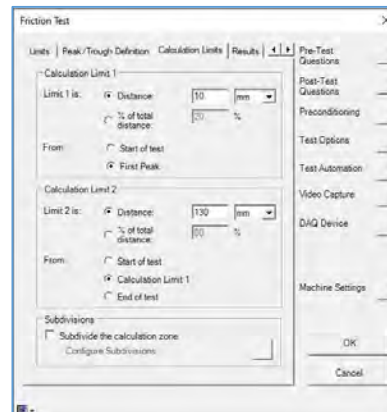 Friction Test
Limits Peak/Trough Definition Calculation Limits Results
Calculation Limit 1
Limit 1 is: Distance: 10 mm
% of total distance: 20 %
From: Start of test
First Peak
Calculation Limit 2
Limit 2 is: Distance: 130 mm
% of total distance: 80 %
From: Start of test
Calculation Limit 1
End of test
Subdivisions
Subdivide the calculation zone
Configure Subdivisions
Pre-Test
Questions
Post-Test
Questions
Preconditioning
Test Options
Test Automation
Video Capture
DAQ Device
Machine Settings
OK
Cancel